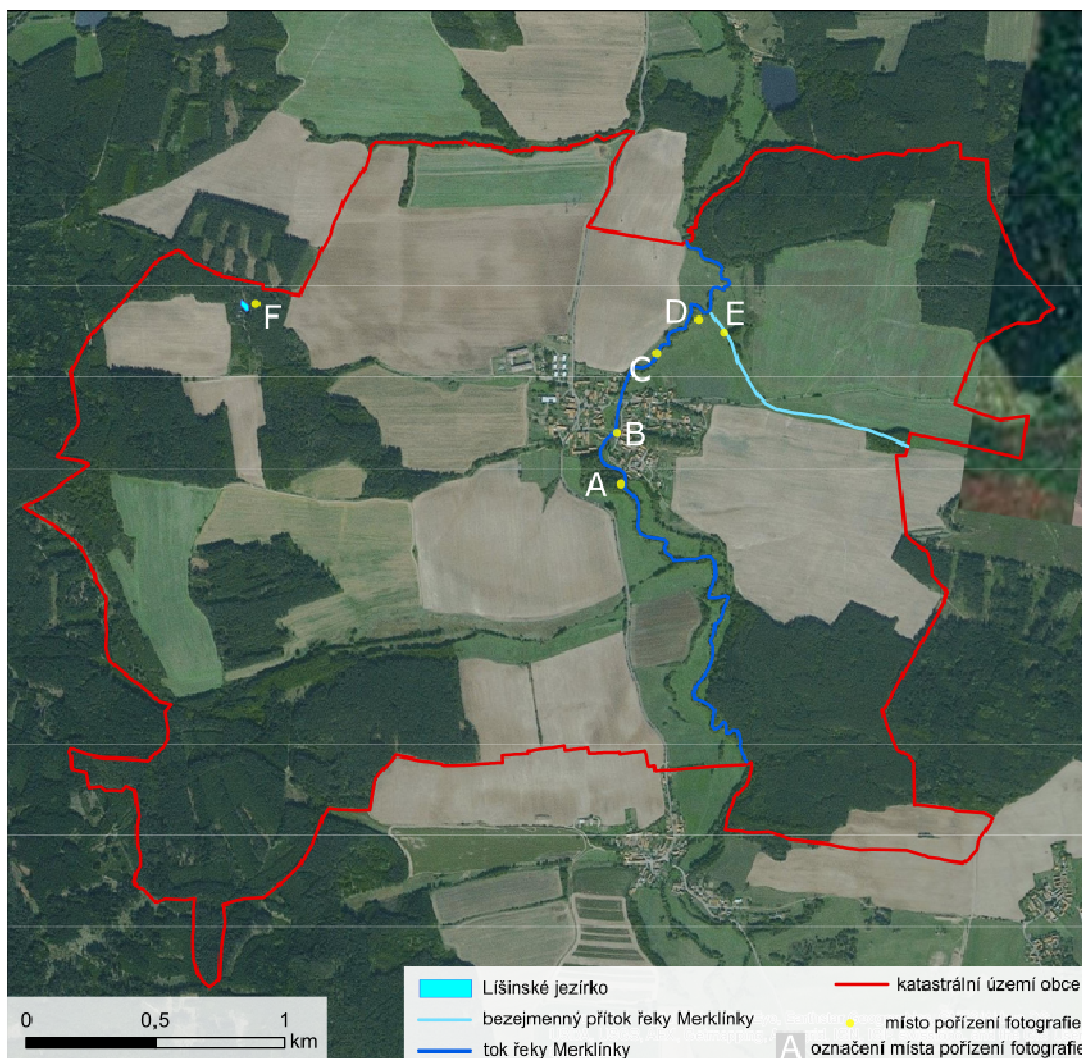 F
D
E
C
B
A
0
0,5
1
km
Líšinské jezírko
bezejmenný přítok řeky Merklínky
tok řeky Merklínky
katastrální území obce
místo pořízení fotografie
A označení místa pořízení fotografie